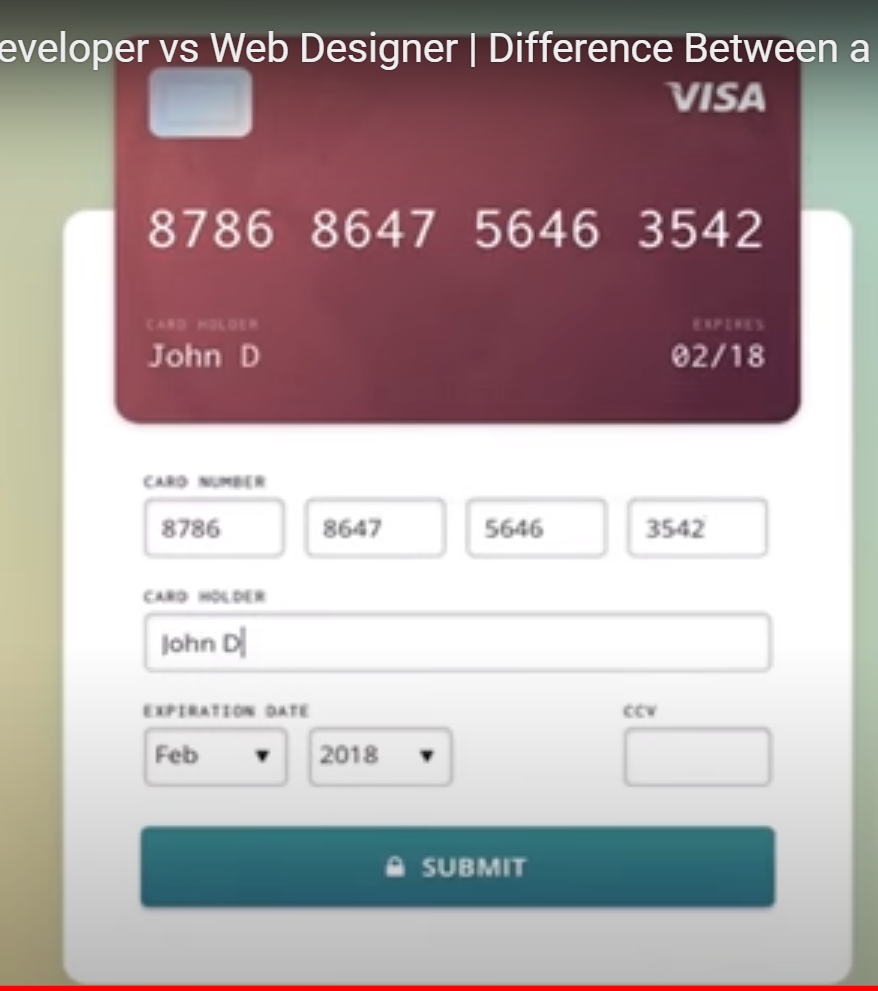 eveloper vs Web Designer | Difference Between a
VISA
8786 8647 5646 3542
CARD HOLDER
EXPIRES
John D
02/18
CARD NUMBER
8786 8647 5646 3542
CARD HOLDER
John D
EXPIRATION DATE
CCV
Feb ▼ 2018 ▼
SUBMIT